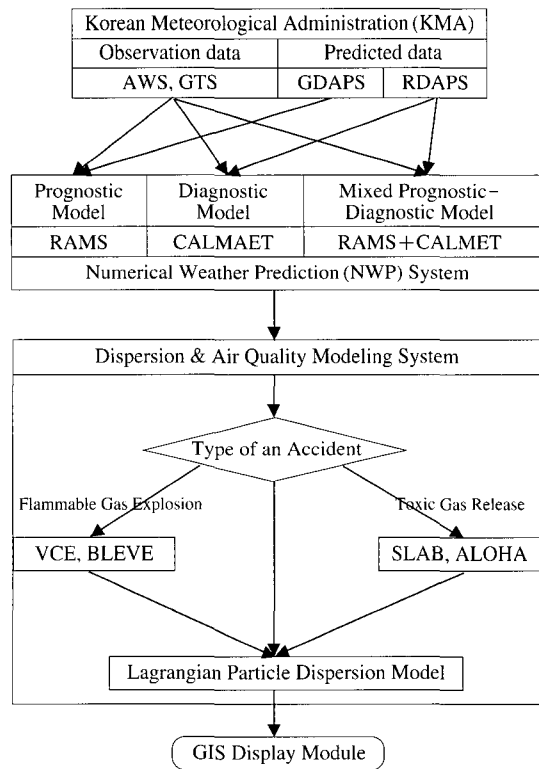 Korean Meteorological Administration (KMA)
Observation data
Predicted data
AWS, GTS
GDAPS
RDAPS
Prognostic
Model
Diagnostic
Model
Mixed Prognostic–
Diagnostic Model
RAMS
CALMAET
RAMS+CALMET
Numerical Weather Prediction (NWP) System
Dispersion & Air Quality Modeling System
Type of an Accident
Flammable Gas Explosion
Toxic Gas Release
VCE, BLEVE
SLAB, ALOHA
Lagrangian Particle Dispersion Model
GIS Display Module